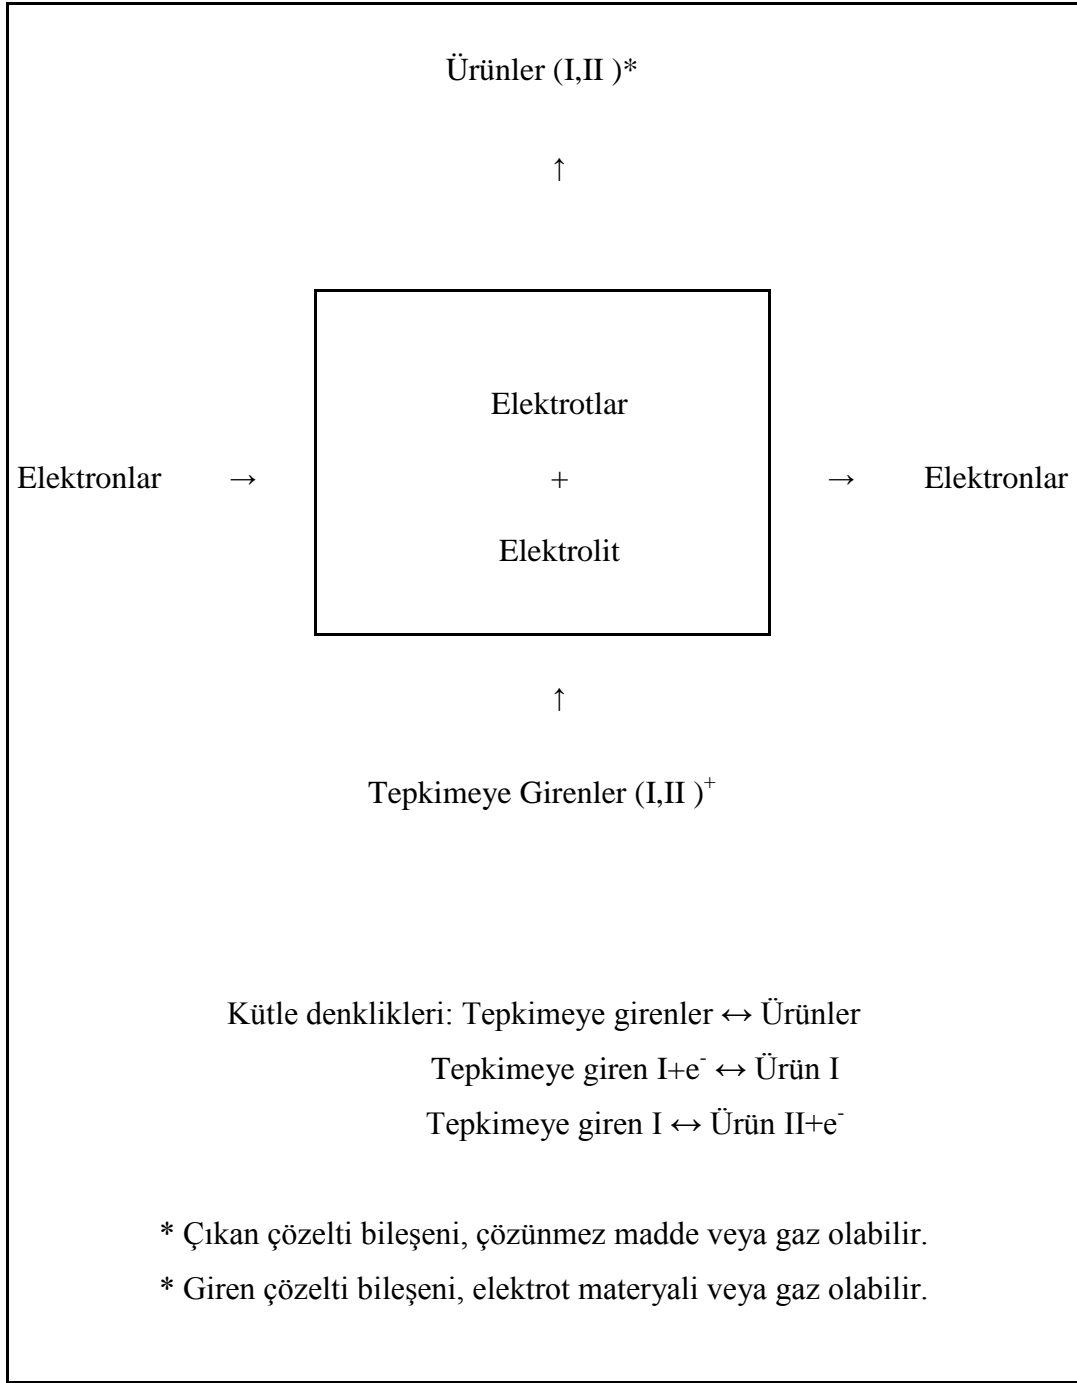 Ürünler (I,II )*
↑
Elektrotlar
Elektronlar → + → Elektronlar
Elektrolit
↑
Tepkimeye Girenler (I,II )⁺
Kütle denklikleri: Tepkimeye girenler ↔ Ürünler
Tepkimeye giren I+e⁻ ↔ Ürün I
Tepkimeye giren I ↔ Ürün II+e⁻
* Çıkan çözelti bileşeni, çözünmez madde veya gaz olabilir.
* Giren çözelti bileşeni, elektrot materyali veya gaz olabilir.